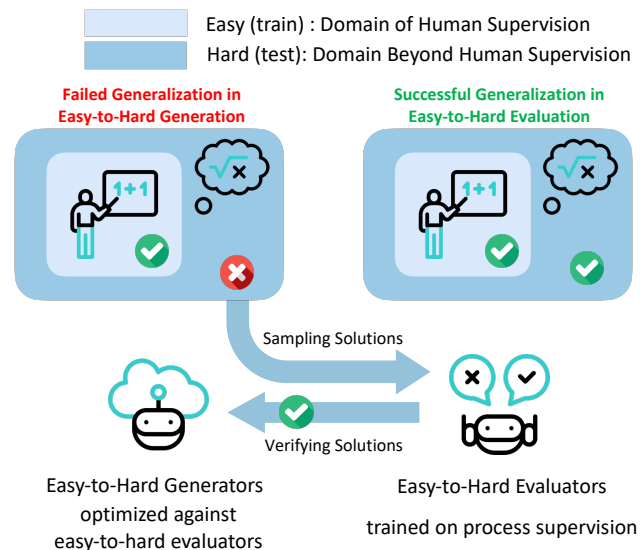 Easy (train) : Domain of Human Supervision
Hard (test): Domain Beyond Human Supervision
Failed Generalization in
Easy-to-Hard Generation
Successful Generalization in
Easy-to-Hard Evaluation
1+1
√x
1+1
√x
Sampling Solutions
Verifying Solutions
Easy-to-Hard Generators
optimized against
easy-to-hard evaluators
Easy-to-Hard Evaluators
trained on process supervision